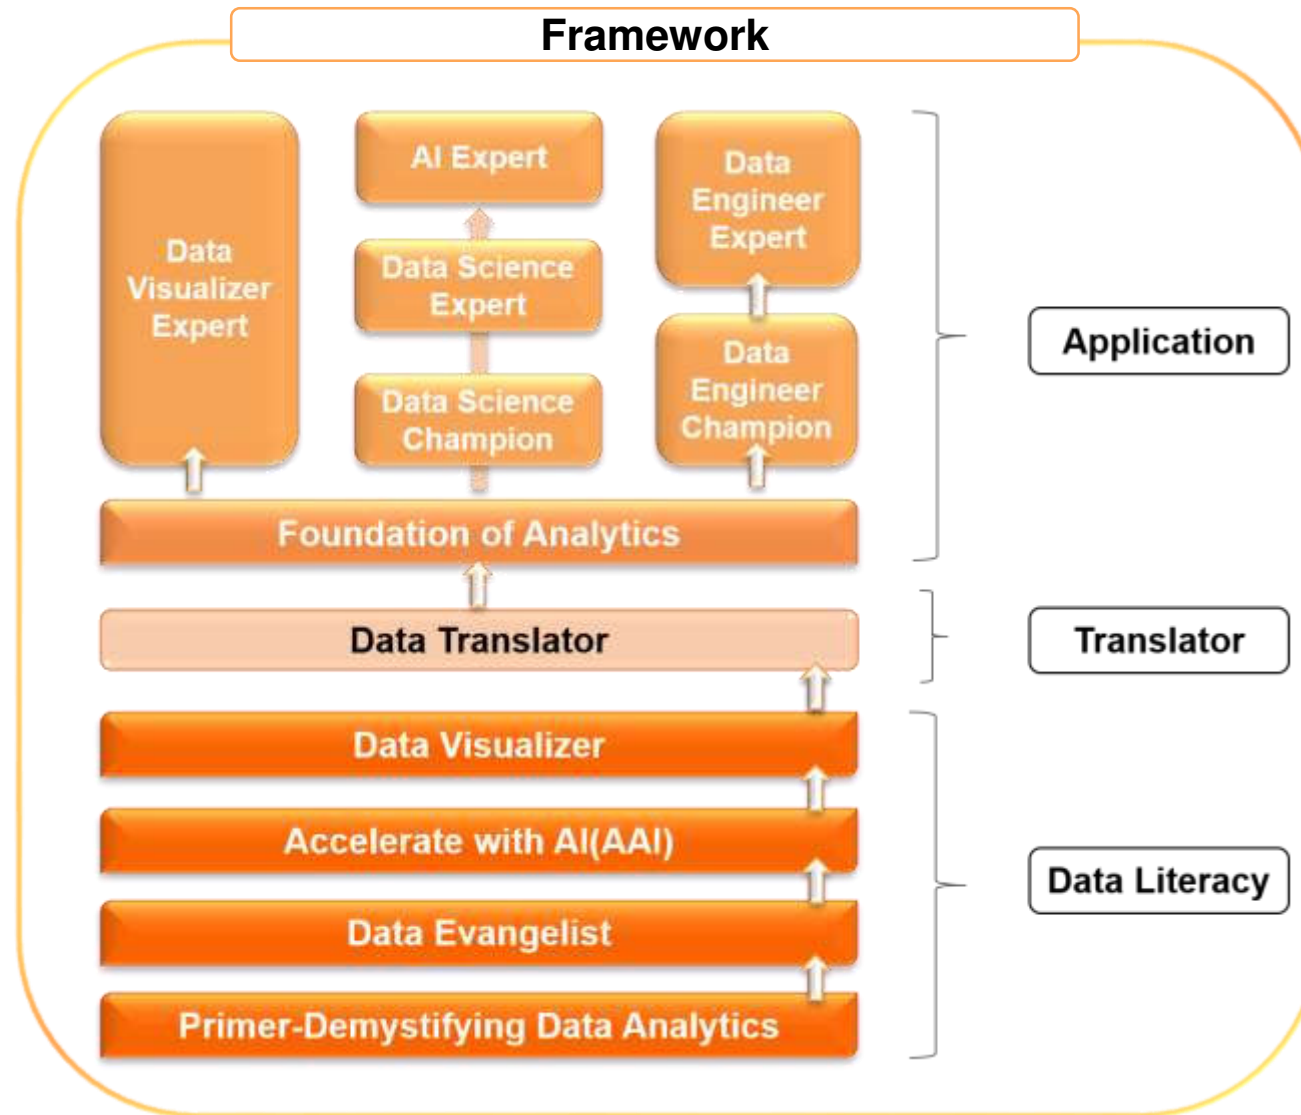 Framework
Data
Visualizer
Expert
AI Expert
Data Science
Expert
Data Science
Champion
Data
Engineer
Expert
Data
Engineer
Champion
Application
Foundation of Analytics
Data Translator
Translator
Data Visualizer
Accelerate with AI(AAI)
Data Evangelist
Primer-Demystifying Data Analytics
Data Literacy